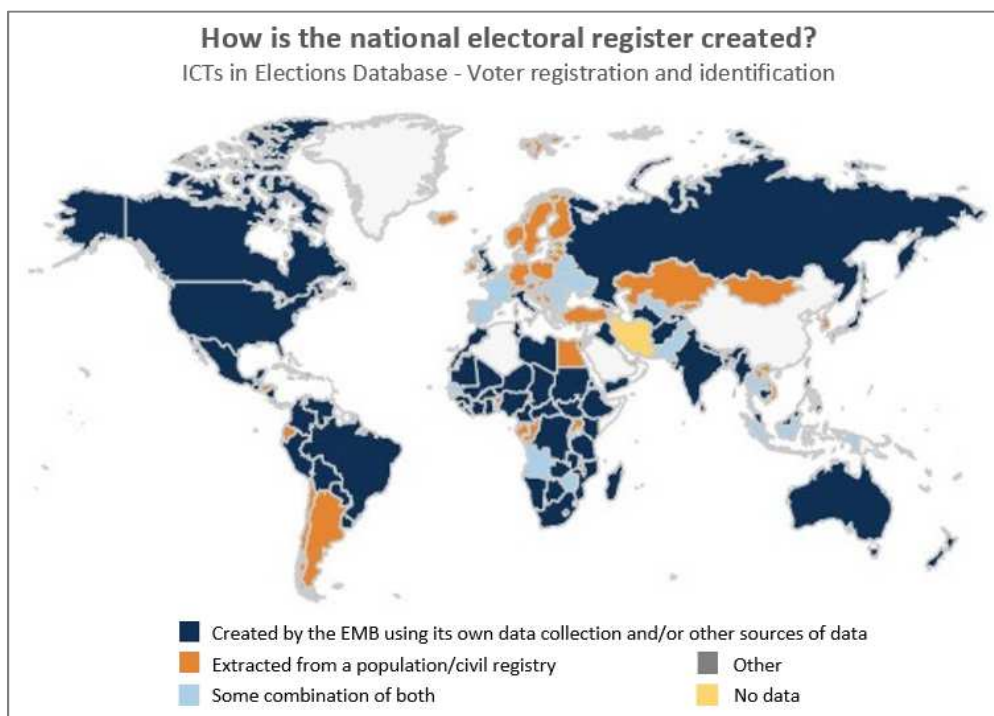 How is the national electoral register created?
ICTs in Elections Database - Voter registration and identification
Created by the EMB using its own data collection and/or other sources of data
Extracted from a population/civil registry
Other
Some combination of both
No data